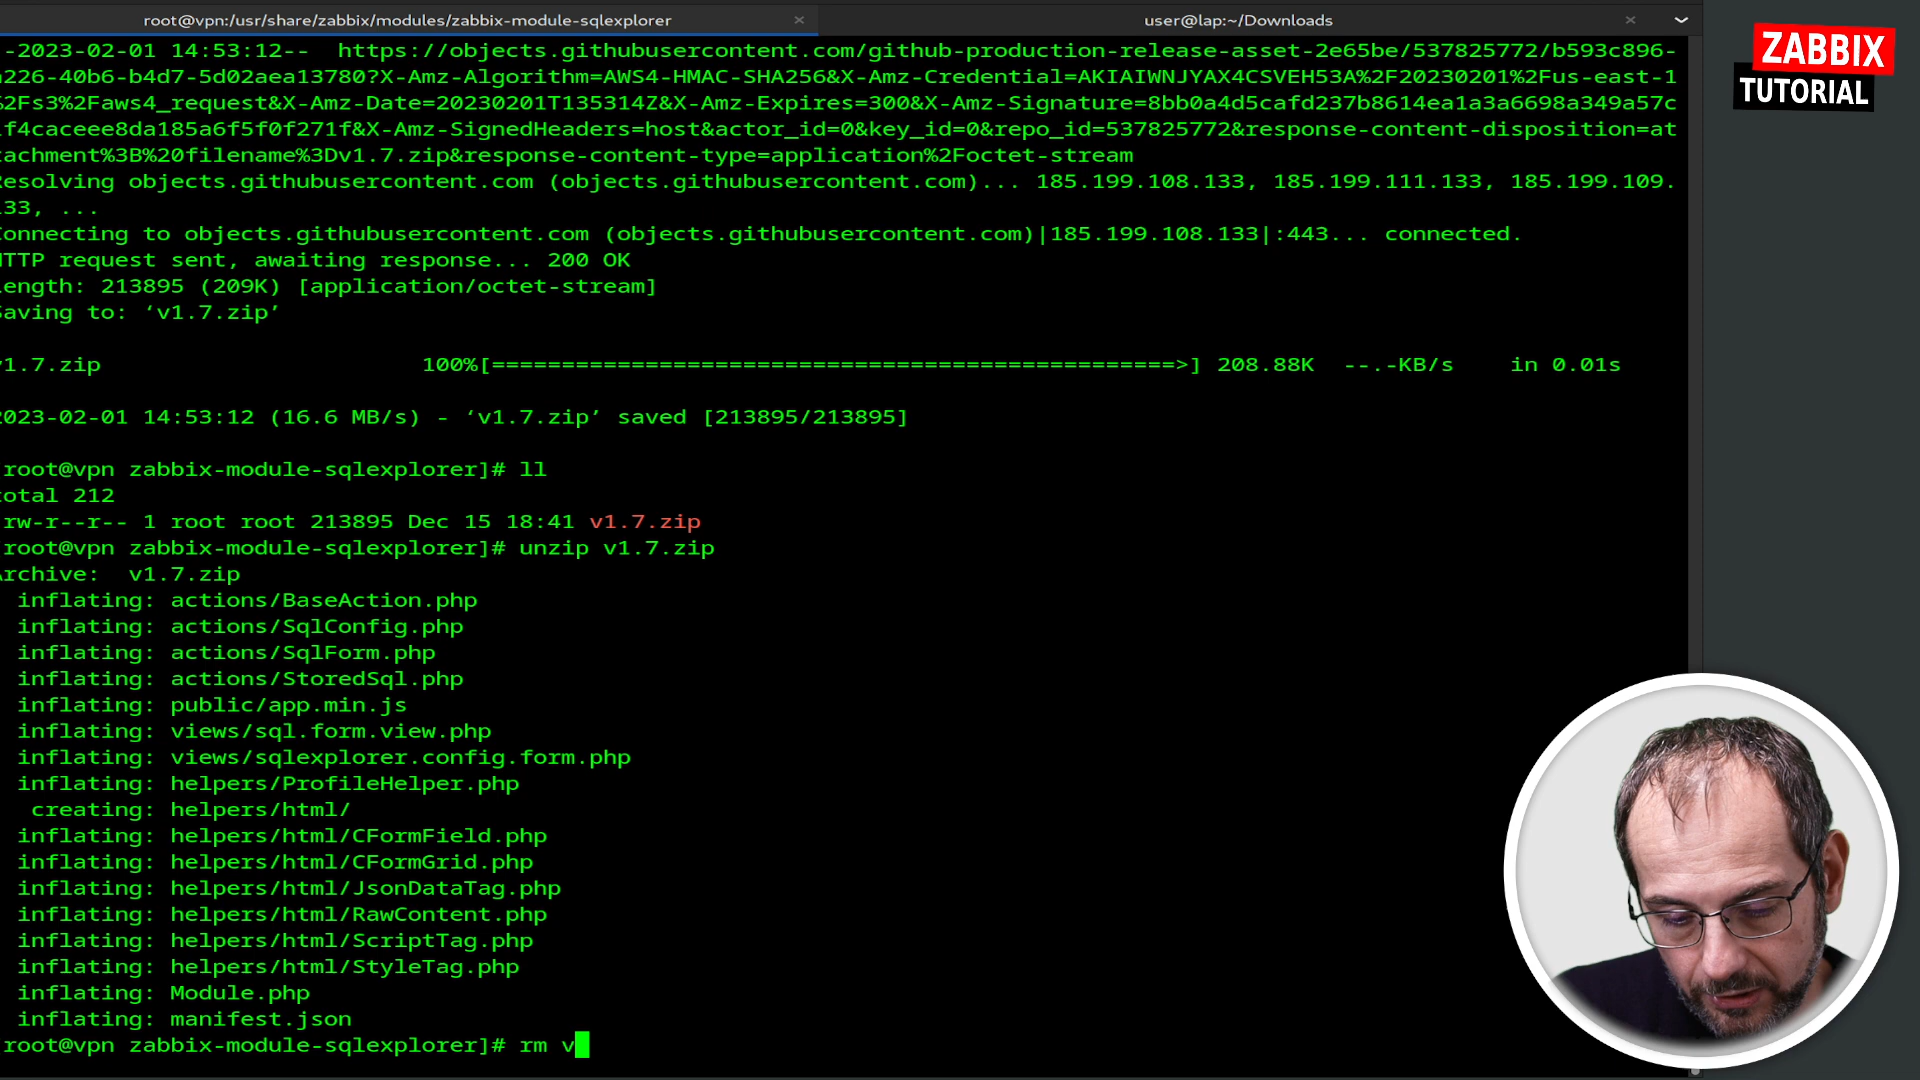 root@vpn:/usr/share/zabbix/modules/zabbix-module-sqlexplorer × user@lap:~/Downloads ×
ZABBIX
TUTORIAL
-2023-02-01 14:53:12-- https://objects.githubusercontent.com/github-production-release-asset-2e65be/537825772/b593c896-
226-40b6-b4d7-5d02aea13780?X-Amz-Algorithm=AWS4-HMAC-SHA256&X-Amz-Credential=AKIAIWNJYAX4CSVEH53A%2F20230201%2Fus-east-1
%2Fs3%2Faws4_request&X-Amz-Date=20230201T135314Z&X-Amz-Expires=300&X-Amz-Signature=8bb0a4d5cafd237b8614ea1a3a6698a349a57c
f4caceee8da185a6f5f0f271f&X-Amz-SignedHeaders=host&actor_id=0&key_id=0&repo_id=537825772&response-content-disposition=at
tachment%3B%20filename%3Dv1.7.zip&response-content-type=application%2Foctet-stream
Resolving objects.githubusercontent.com (objects.githubusercontent.com)... 185.199.108.133, 185.199.111.133, 185.199.109.
133, ...
Connecting to objects.githubusercontent.com (objects.githubusercontent.com)|185.199.108.133|:443... connected.
HTTP request sent, awaiting response... 200 OK
Length: 213895 (209K) [application/octet-stream]
Saving to: ‘v1.7.zip’
v1.7.zip 100%[=================================================>] 208.88K --.-KB/s in 0.01s
2023-02-01 14:53:12 (16.6 MB/s) - ‘v1.7.zip’ saved [213895/213895]
root@vpn zabbix-module-sqlexplorer]# ll
total 212
rw-r--r-- 1 root root 213895 Dec 15 18:41 v1.7.zip
root@vpn zabbix-module-sqlexplorer]# unzip v1.7.zip
Archive: v1.7.zip
inflating: actions/BaseAction.php
inflating: actions/SqlConfig.php
inflating: actions/SqlForm.php
inflating: actions/StoredSql.php
inflating: public/app.min.js
inflating: views/sql.form.view.php
inflating: views/sqlexplorer.config.form.php
inflating: helpers/ProfileHelper.php
creating: helpers/html/
inflating: helpers/html/CFormField.php
inflating: helpers/html/CFormGrid.php
inflating: helpers/html/JsonDataTag.php
inflating: helpers/html/RawContent.php
inflating: helpers/html/ScriptTag.php
inflating: helpers/html/StyleTag.php
inflating: Module.php
inflating: manifest.json
root@vpn zabbix-module-sqlexplorer]# rm v